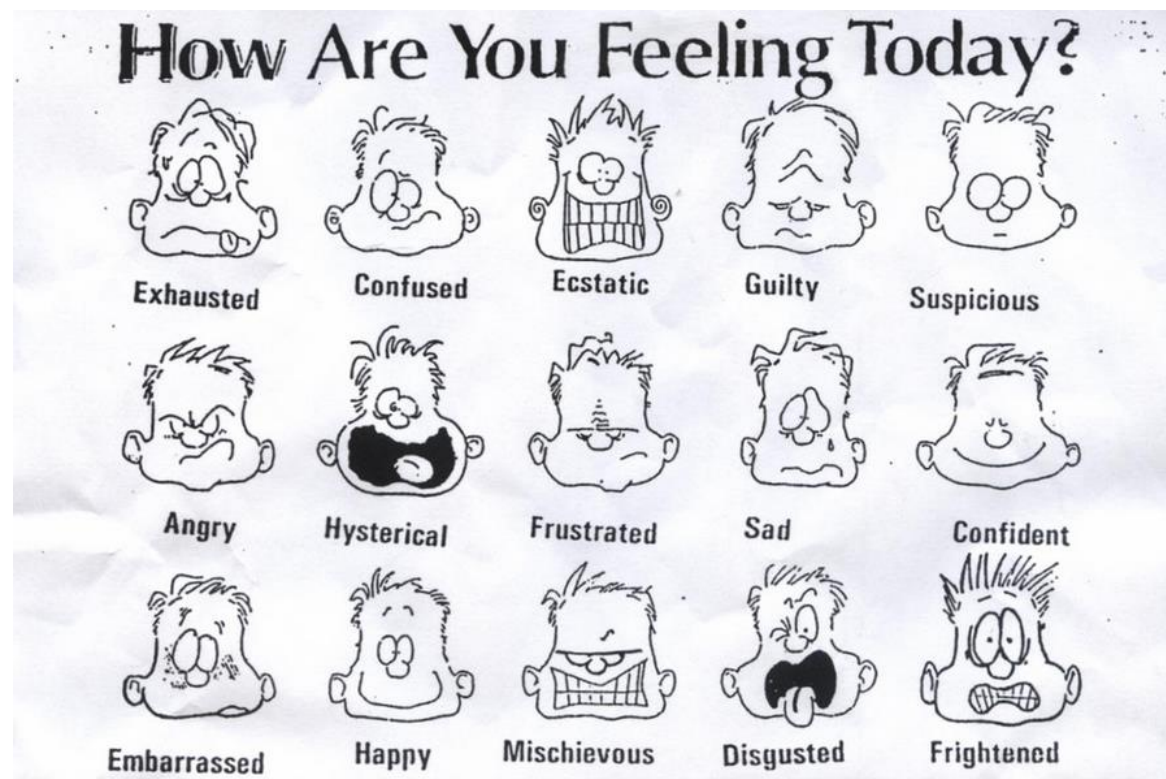 How Are You Feeling Today?
Exhausted Confused Ecstatic Guilty Suspicious
Angry Hysterical Frustrated Sad Confident
Embarrassed Happy Mischievous Disgusted Frightened